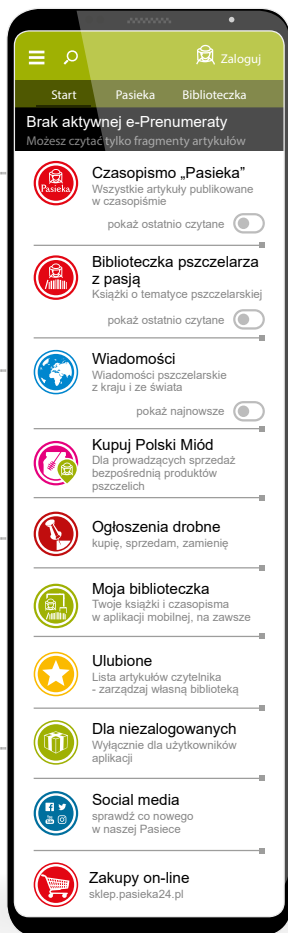 Zaloguj
Start Pasieka Biblioteczka
Brak aktywnej e-Prenumeraty
Możesz czytać tylko fragmenty artykułów
Pasieka
Czasopismo „Pasieka”
Wszystkie artykuły publikowane
w czasopiśmie
pokaż ostatnio czytane
Biblioteczka pszczelarza
z pasją
Książki o tematyce pszczelarskiej
pokaż ostatnio czytane
Wiadomości
Wiadomości pszczelarskie
z kraju i ze świata
pokaż najnowsze
Kupuj Polski Miód
Dla prowadzących sprzedaż
bezpośrednią produktów
pszczelich
Ogłoszenia drobne
kupię, sprzedam, zamienię
Moja biblioteczka
Twoje książki i czasopisma
w aplikacji mobilnej, na zawsze
Ulubione
Lista artykułów czytelnika
- zarządzaj własną biblioteką
Dla niezalogowanych
Wyłącznie dla użytkowników
aplikacji
Social media
sprawdź co nowego
w naszej Pasiece
Zakupy on-line
sklep.pasieka24.pl